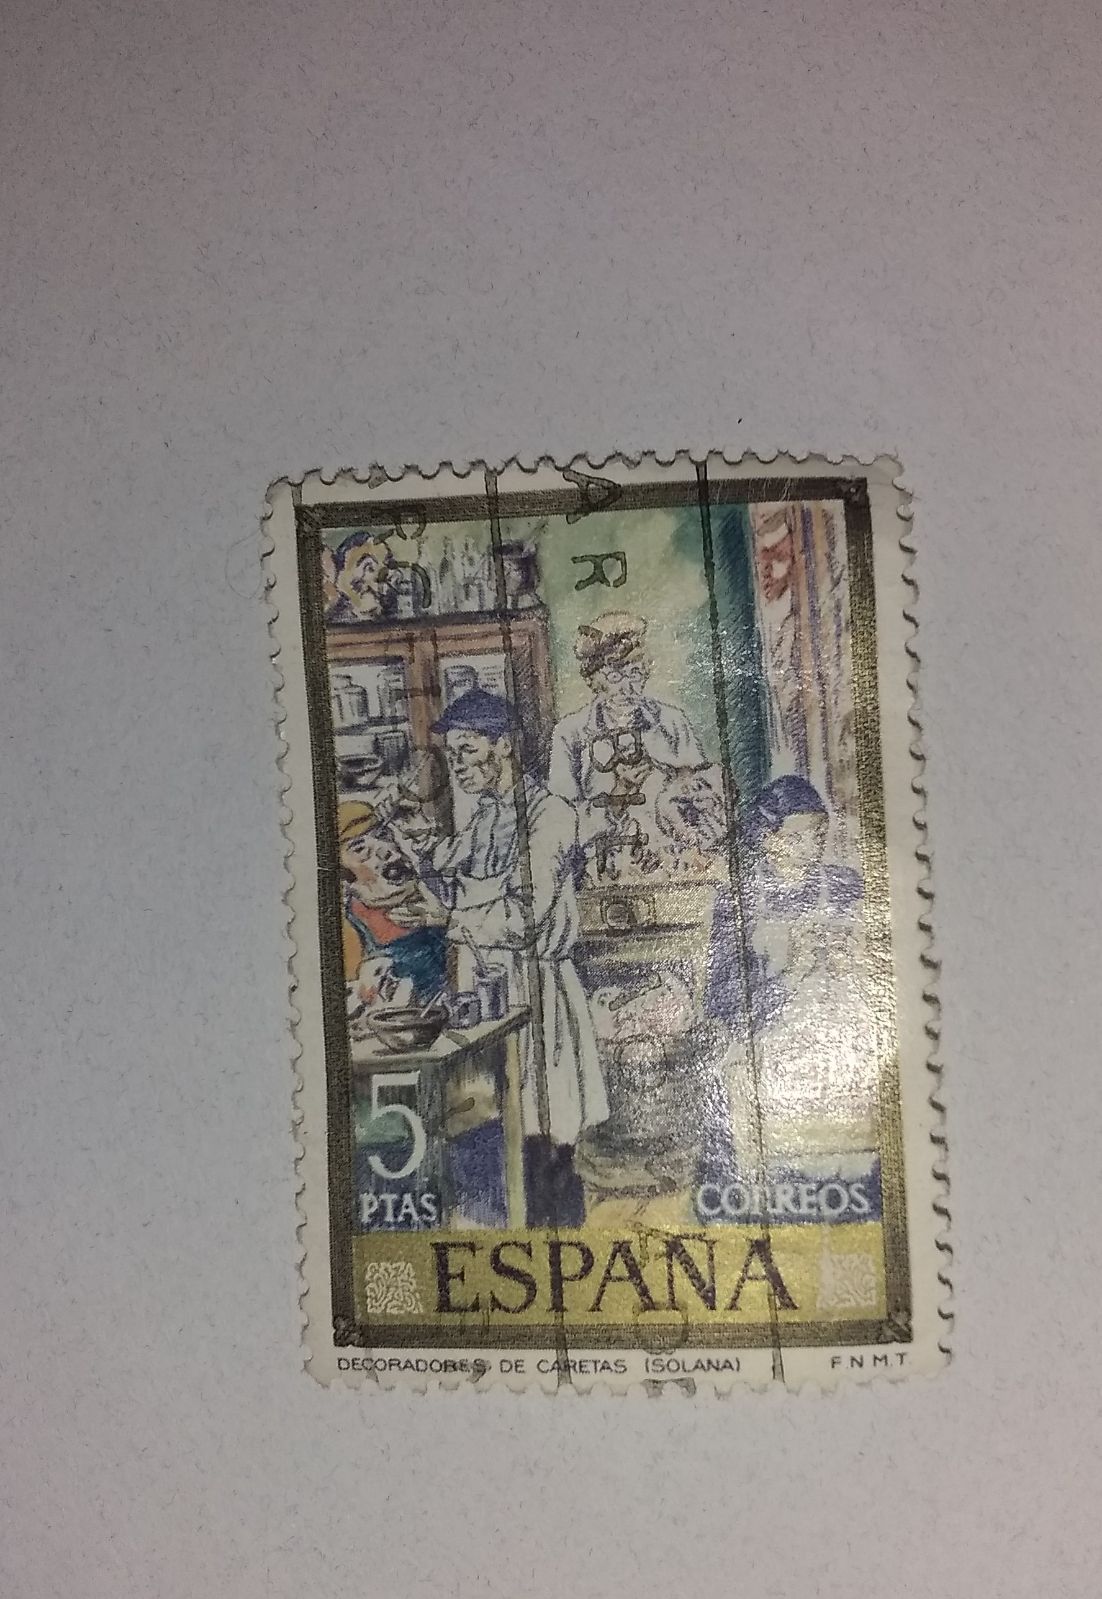 5
PTAS
CORREOS
ESPAÑA
DECORADORES DE CARETAS (SOLANA)
F.N.M.T.